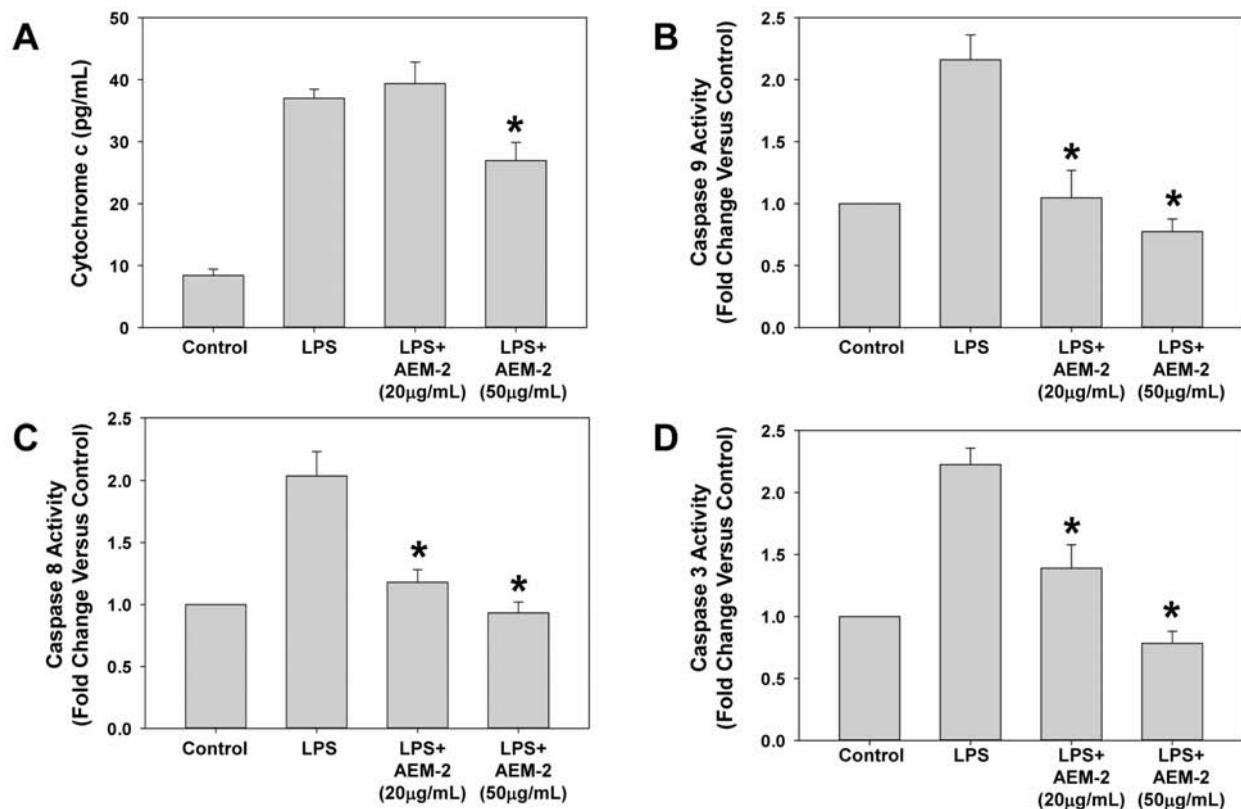 A
Cytochrome c (pg/mL)
50
40
30
20
10
0
*
Control
LPS
LPS+
AEM-2
(20μg/mL)
LPS+
AEM-2
(50μg/mL)
B
Caspase 9 Activity
(Fold Change Versus Control)
2.5
2.0
1.5
1.0
0.5
0.0
*
*
Control
LPS
LPS+
AEM-2
(20μg/mL)
LPS+
AEM-2
(50μg/mL)
C
Caspase 8 Activity
(Fold Change Versus Control)
2.5
2.0
1.5
1.0
0.5
0.0
*
*
Control
LPS
LPS+
AEM-2
(20μg/mL)
LPS+
AEM-2
(50μg/mL)
D
Caspase 3 Activity
(Fold Change Versus Control)
2.5
2.0
1.5
1.0
0.5
0.0
*
*
Control
LPS
LPS+
AEM-2
(20μg/mL)
LPS+
AEM-2
(50μg/mL)